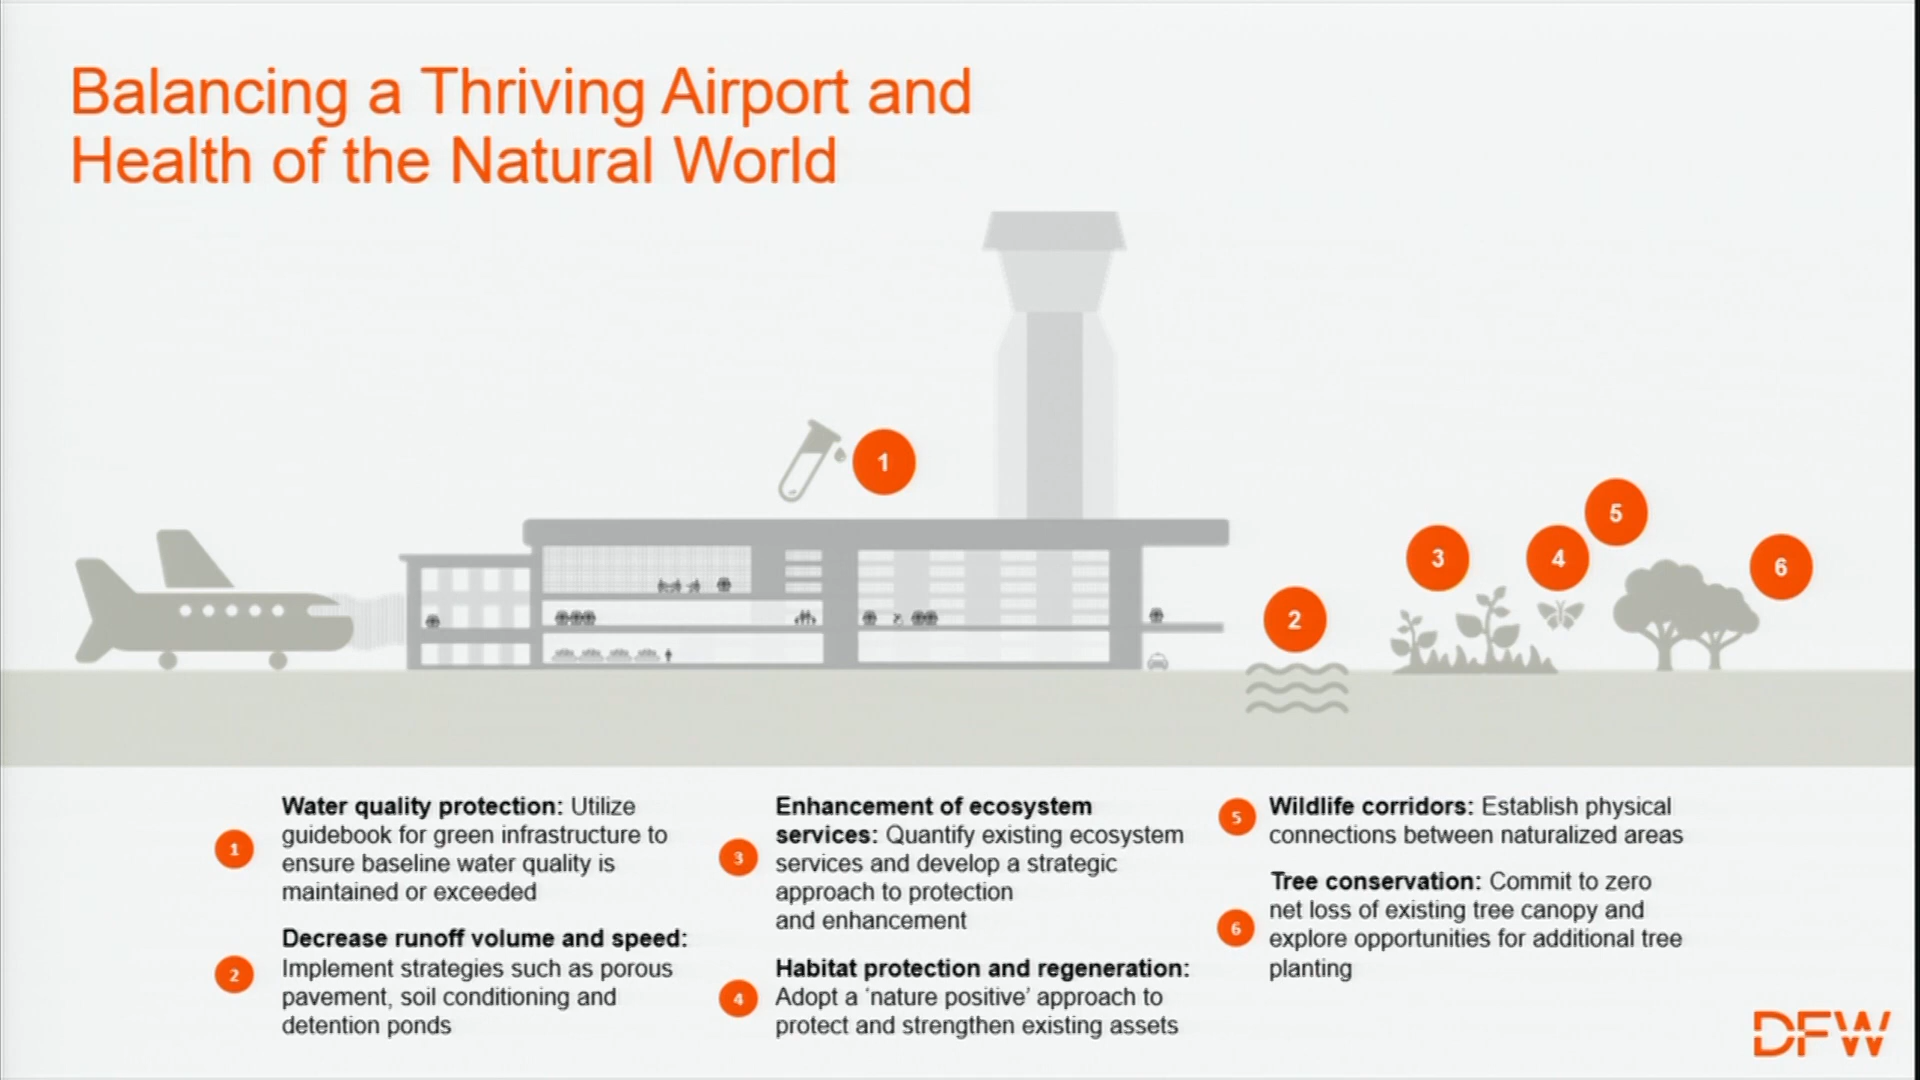 Balancing a Thriving Airport and
Health of the Natural World
1
2
3
4
5
6
1
Water quality protection: Utilize
guidebook for green infrastructure to
ensure baseline water quality is
maintained or exceeded
2
Decrease runoff volume and speed:
Implement strategies such as porous
pavement, soil conditioning and
detention ponds
3
Enhancement of ecosystem
services: Quantify existing ecosystem
services and develop a strategic
approach to protection
and enhancement
4
Habitat protection and regeneration:
Adopt a ‘nature positive’ approach to
protect and strengthen existing assets
5
Wildlife corridors: Establish physical
connections between naturalized areas
6
Tree conservation: Commit to zero
net loss of existing tree canopy and
explore opportunities for additional tree
planting
DFW